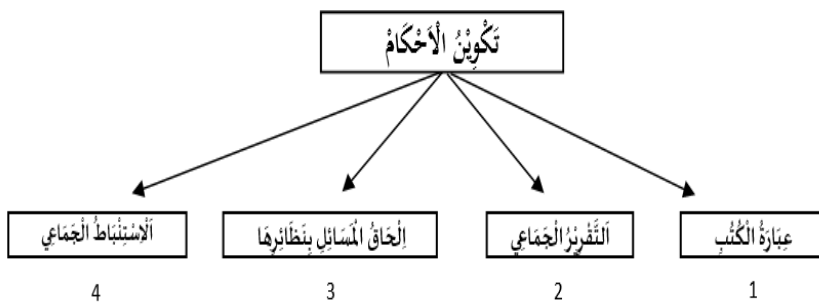 تَكْوِيْنُ الْاَحْكَامْ
عِبَارَةُ الْكُتُبِ
اَلتَّقْرِيْرُ الْجَمَاعِي
اِلْحَاقُ الْمَسَائِلِ بِنَظَائِرِهَا
اَلْاِسْتِنْبَاطُ الْجَمَاعِي
1
2
3
4